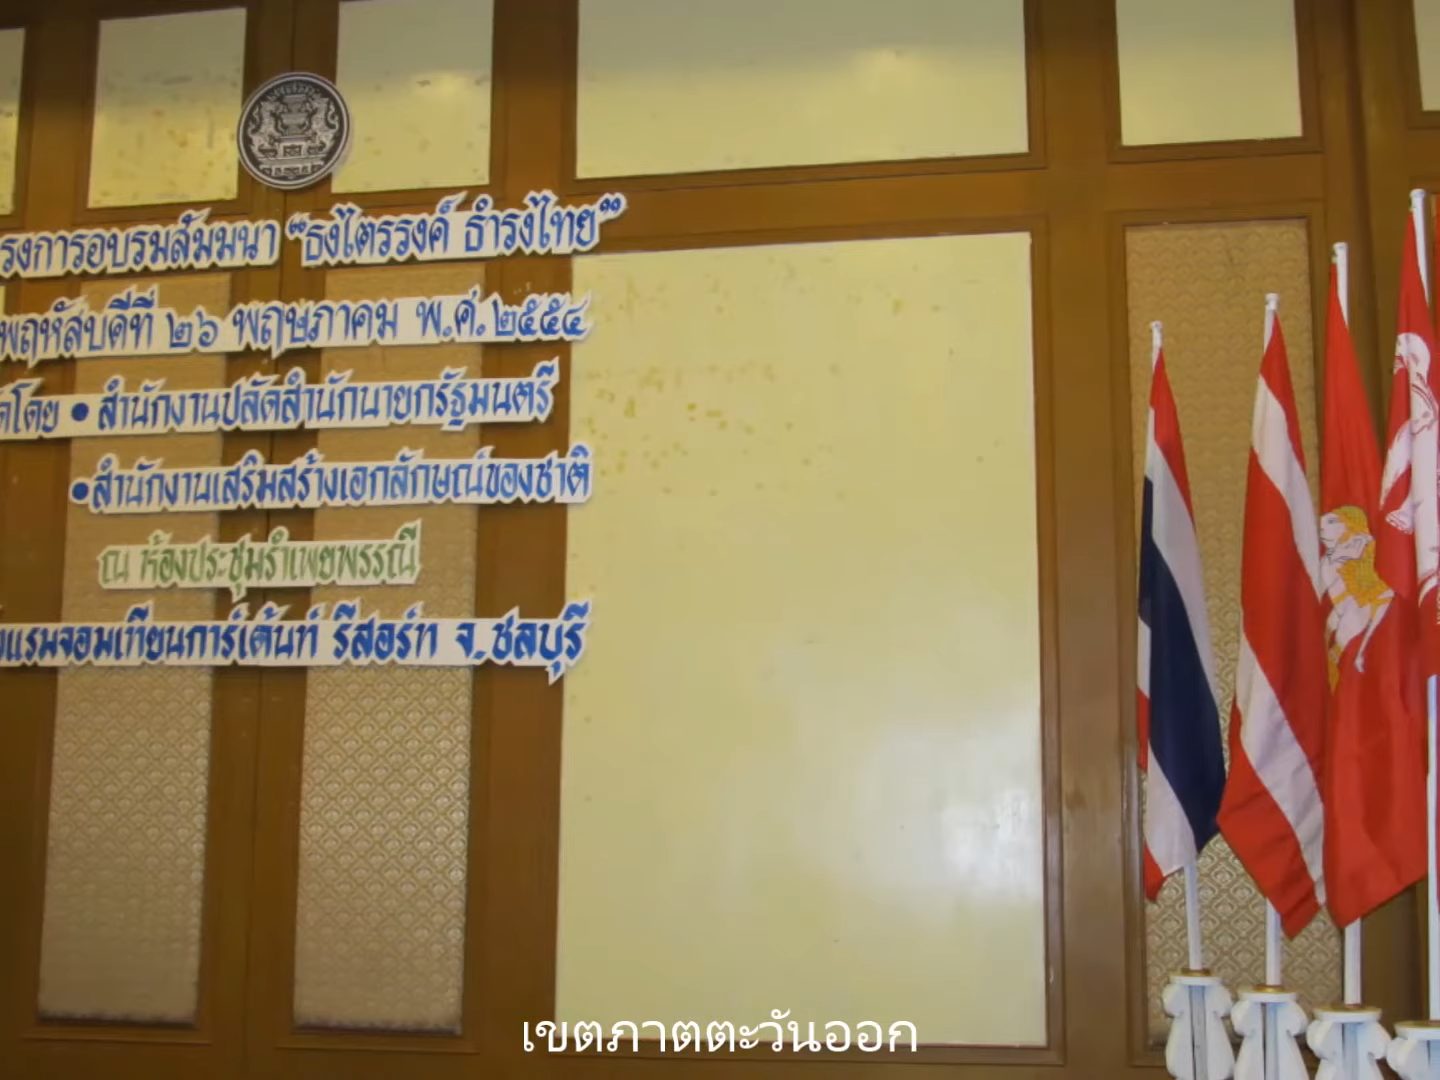 รงการอบรมสัมมนา “ธงไตรรงค์ ธำรงไทย”
พฤหัสบดีที่ ๒๖ พฤษภาคม พ.ศ.๒๕๕๔
ดโดย • สำนักงานปลัดสำนักนายกรัฐมนตรี
•สำนักงานเสริมสร้างเอกลักษณ์ของชาติ
ณ ห้องประชุมรำเพยพรรณี
งแรมจอมเทียนการ์เด้นท์ รีสอร์ท จ.ชลบุรี
เขตภาตตะวันออก